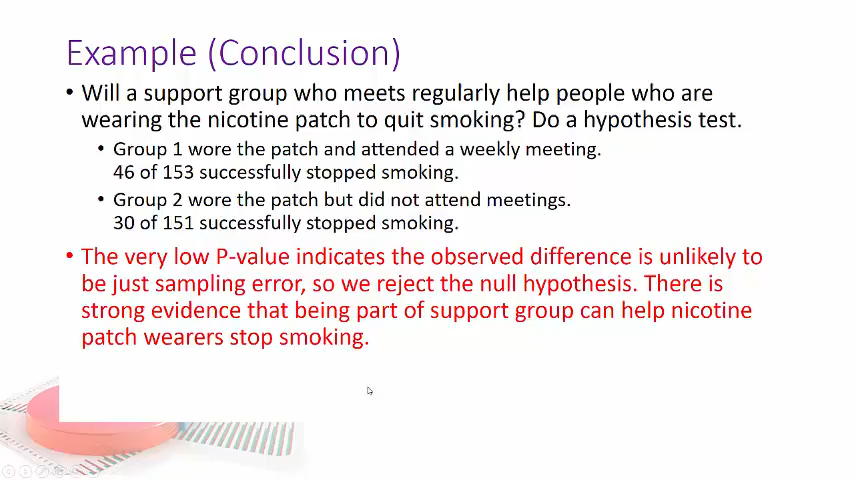 Example (Conclusion)
• Will a support group who meets regularly help people who are
wearing the nicotine patch to quit smoking? Do a hypothesis test.
• Group 1 wore the patch and attended a weekly meeting.
46 of 153 successfully stopped smoking.
• Group 2 wore the patch but did not attend meetings.
30 of 151 successfully stopped smoking.
• The very low P-value indicates the observed difference is unlikely to
be just sampling error, so we reject the null hypothesis. There is
strong evidence that being part of support group can help nicotine
patch wearers stop smoking.